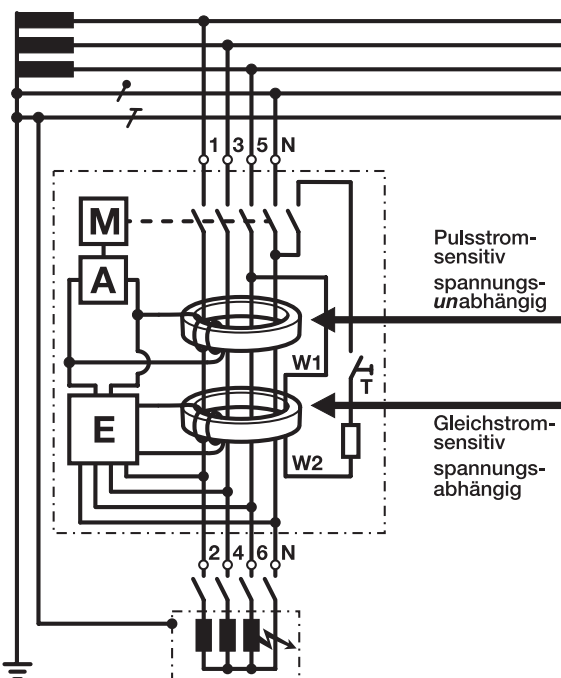 1 3 5 N
M
A
Pulsstrom-
sensitiv
spannungs-
unabhängig
W1
T
E
W2
Gleichstrom-
sensitiv
spannungs-
abhängig
2 4 6 N